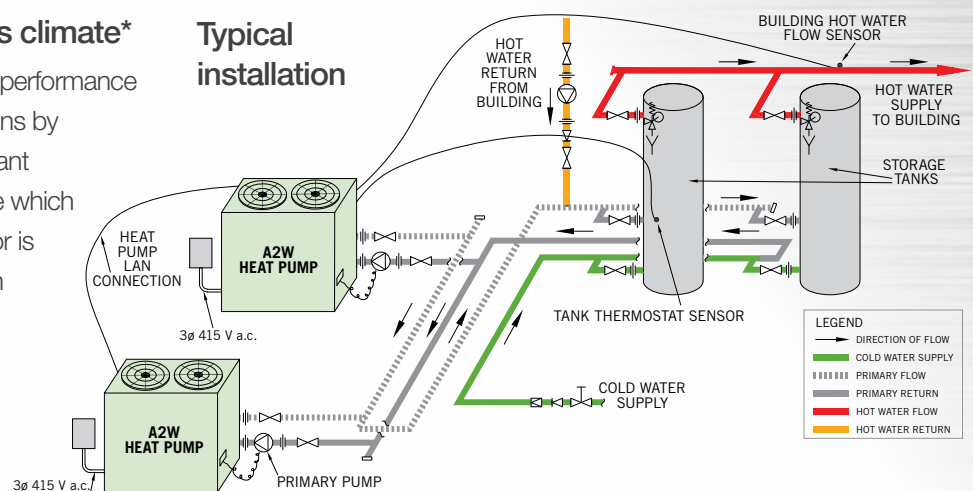 s climate*
performance
ns by
ant
e which
or is
n
Typical
installation
HOT
WATER
RETURN
FROM
BUILDING
BUILDING HOT WATER
FLOW SENSOR
HOT WATER
SUPPLY
TO BUILDING
STORAGE
TANKS
HEAT
PUMP
LAN
CONNECTION
A2W
HEAT PUMP
3ø 415 V a.c.
TANK THERMOSTAT SENSOR
COLD WATER
SUPPLY
A2W
HEAT PUMP
3ø 415 V a.c.
PRIMARY PUMP
LEGEND
DIRECTION OF FLOW
COLD WATER SUPPLY
PRIMARY FLOW
PRIMARY RETURN
HOT WATER FLOW
HOT WATER RETURN